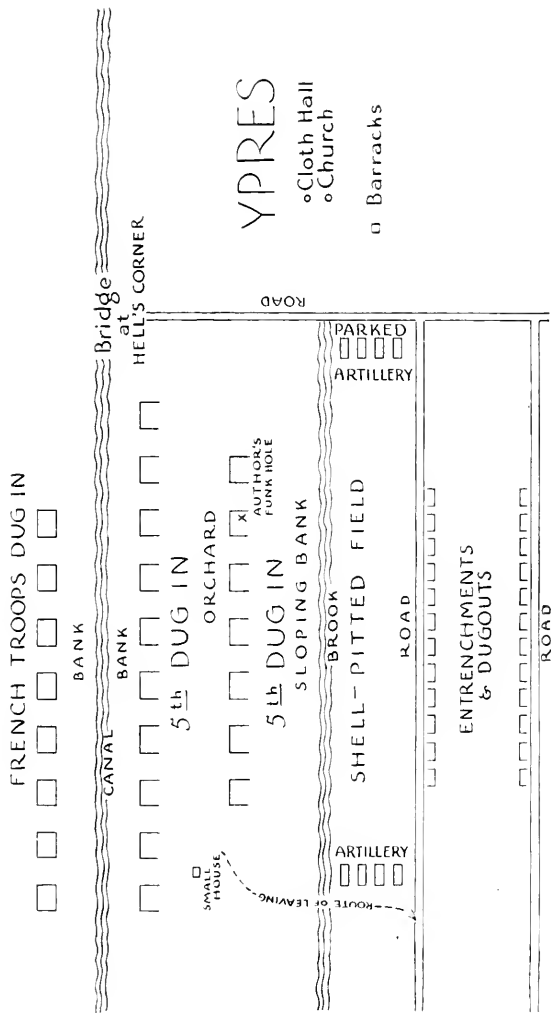 FRENCH TROOPS DUG IN
BANK
CANAL
Bridge
at
HELL'S CORNER
BANK
5th DUG IN
ORCHARD
SMALL
HOUSE
X
AUTHOR'S
FUNK HOLE
5th DUG IN
SLOPING BANK
BROOK
ROAD
YPRES
Cloth Hall
Church
Barracks
PARKED
ARTILLERY
SHELL-PITTED FIELD
ARTILLERY
ROUTE OF LEAVING
ROAD
ENTRENCHMENTS
& DUGOUTS
ROAD